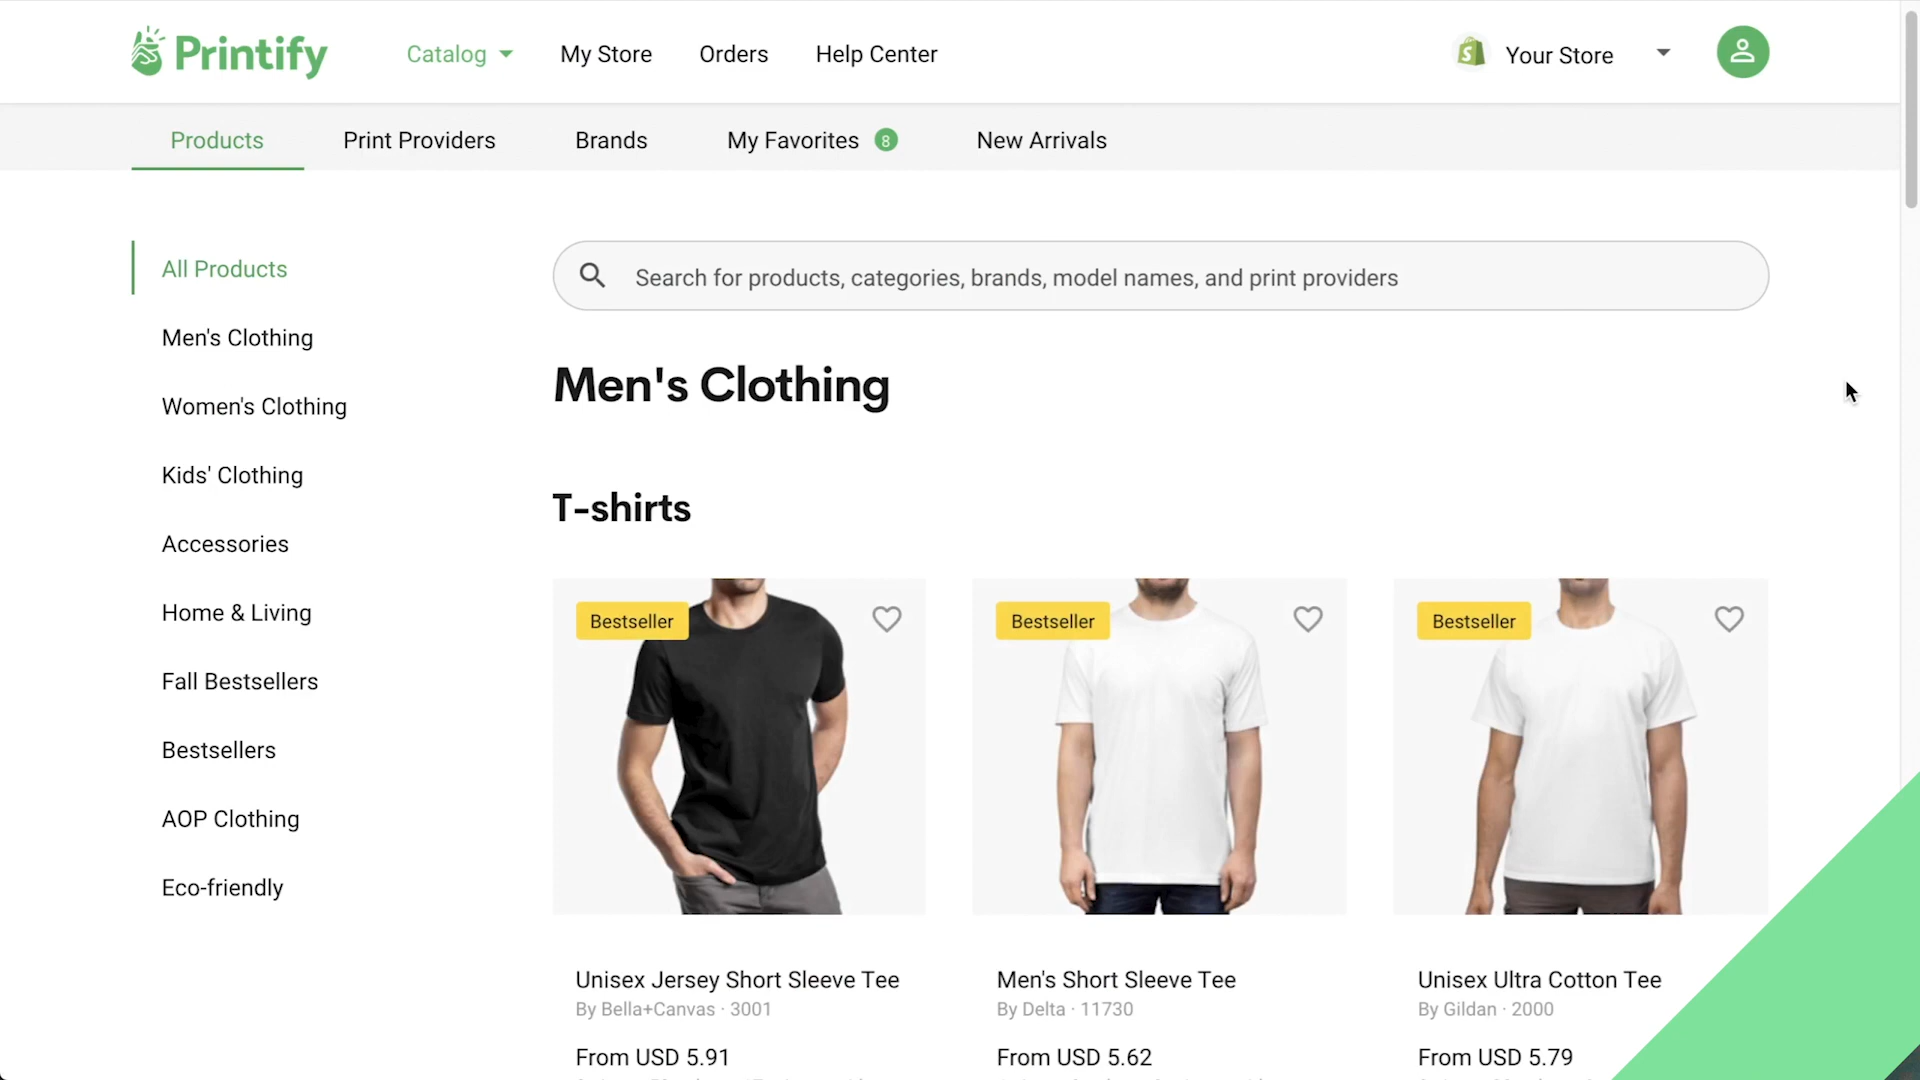 Printify
Catalog My Store Orders Help Center
S Your Store
Products Print Providers Brands My Favorites 8 New Arrivals
All Products
Men's Clothing
Women's Clothing
Kids' Clothing
Accessories
Home & Living
Fall Bestsellers
Bestsellers
AOP Clothing
Eco-friendly
Search for products, categories, brands, model names, and print providers
Men's Clothing
T-shirts
Bestseller Bestseller Bestseller
Unisex Jersey Short Sleeve Tee
By Bella+Canvas · 3001
From USD 5.91
Men's Short Sleeve Tee
By Delta · 11730
From USD 5.62
Unisex Ultra Cotton Tee
By Gildan · 2000
From USD 5.79